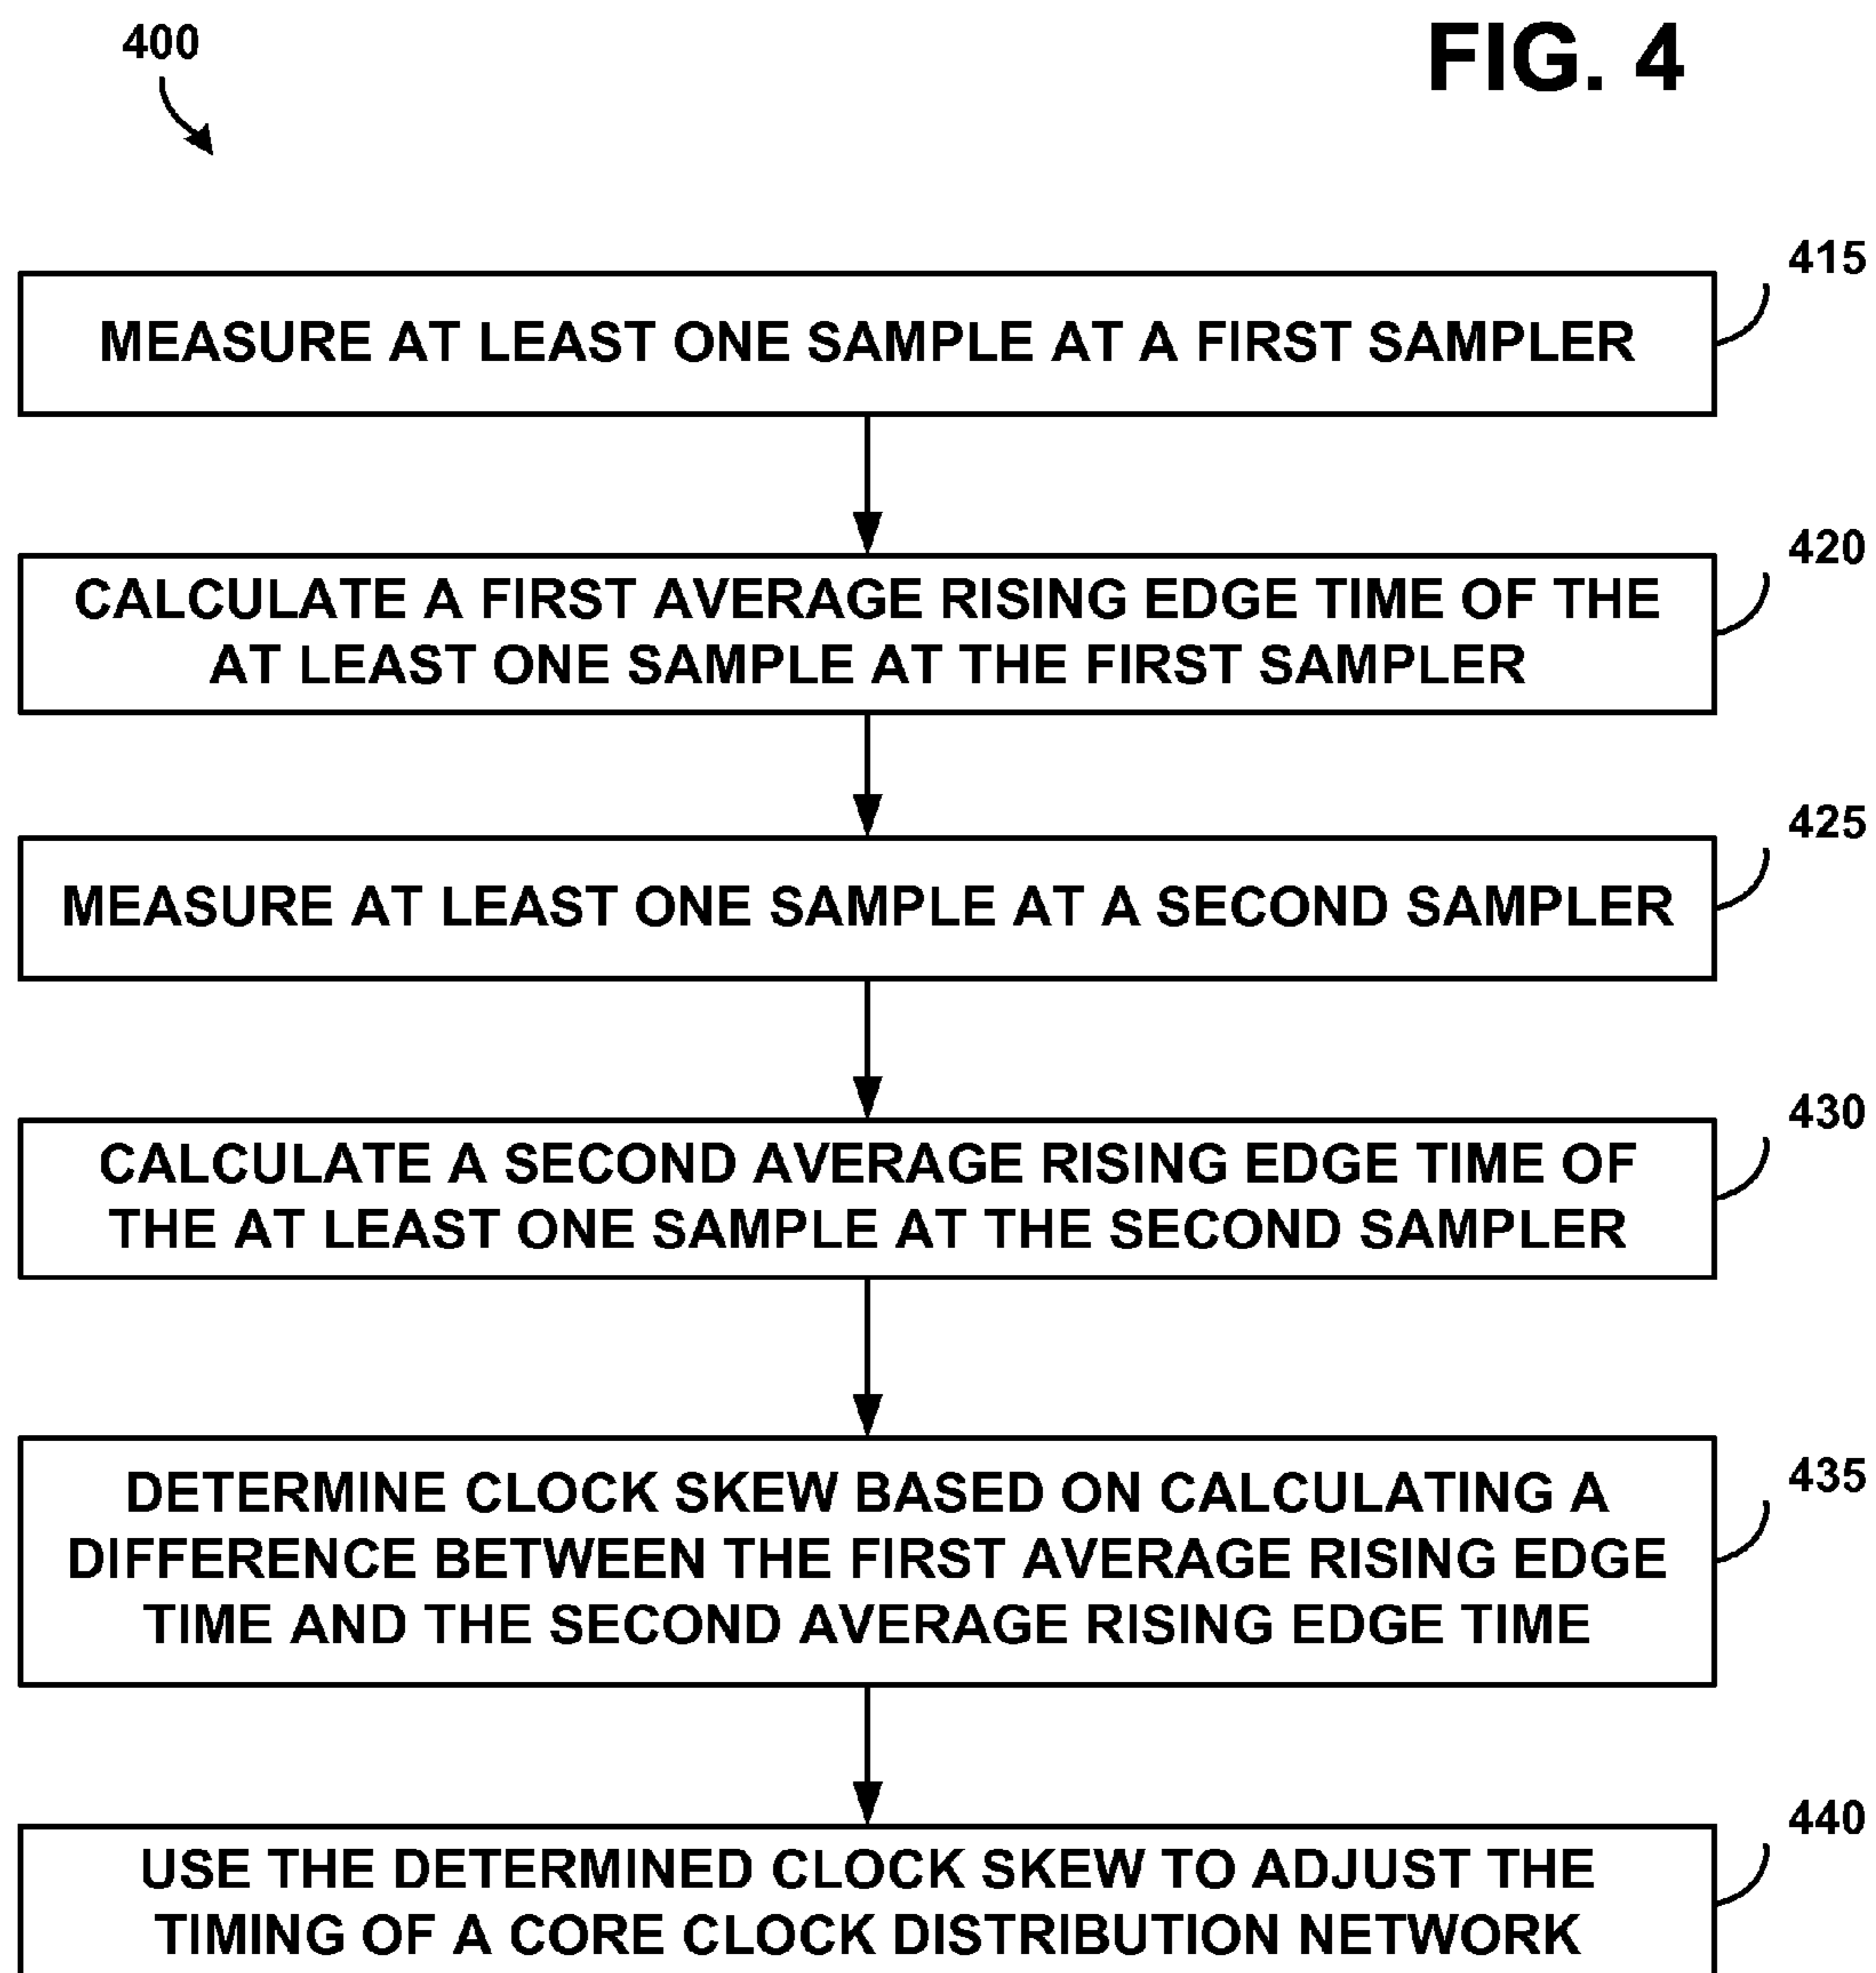 400
FIG. 4
415
MEASURE AT LEAST ONE SAMPLE AT A FIRST SAMPLER
420
CALCULATE A FIRST AVERAGE RISING EDGE TIME OF THE
AT LEAST ONE SAMPLE AT THE FIRST SAMPLER
425
MEASURE AT LEAST ONE SAMPLE AT A SECOND SAMPLER
430
CALCULATE A SECOND AVERAGE RISING EDGE TIME OF
THE AT LEAST ONE SAMPLE AT THE SECOND SAMPLER
435
DETERMINE CLOCK SKEW BASED ON CALCULATING A
DIFFERENCE BETWEEN THE FIRST AVERAGE RISING EDGE
TIME AND THE SECOND AVERAGE RISING EDGE TIME
440
USE THE DETERMINED CLOCK SKEW TO ADJUST THE
TIMING OF A CORE CLOCK DISTRIBUTION NETWORK